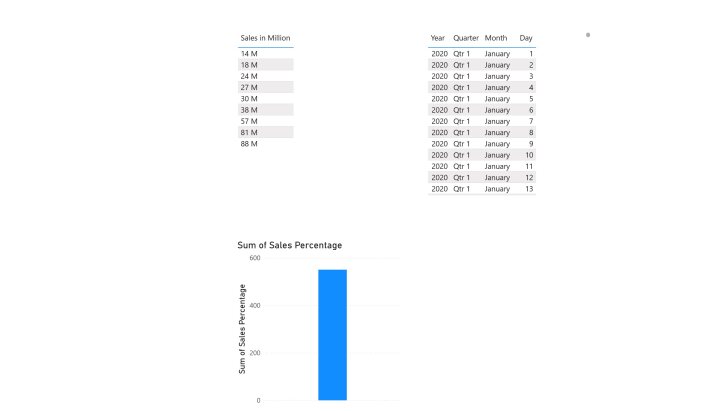 Sales in Million
14 M
18 M
24 M
27 M
30 M
38 M
57 M
81 M
88 M
Year Quarter Month Day
2020 Qtr 1 January 1
2020 Qtr 1 January 2
2020 Qtr 1 January 3
2020 Qtr 1 January 4
2020 Qtr 1 January 5
2020 Qtr 1 January 6
2020 Qtr 1 January 7
2020 Qtr 1 January 8
2020 Qtr 1 January 9
2020 Qtr 1 January 10
2020 Qtr 1 January 11
2020 Qtr 1 January 12
2020 Qtr 1 January 13
Sum of Sales Percentage
Sum of Sales Percentage
600
400
200
0